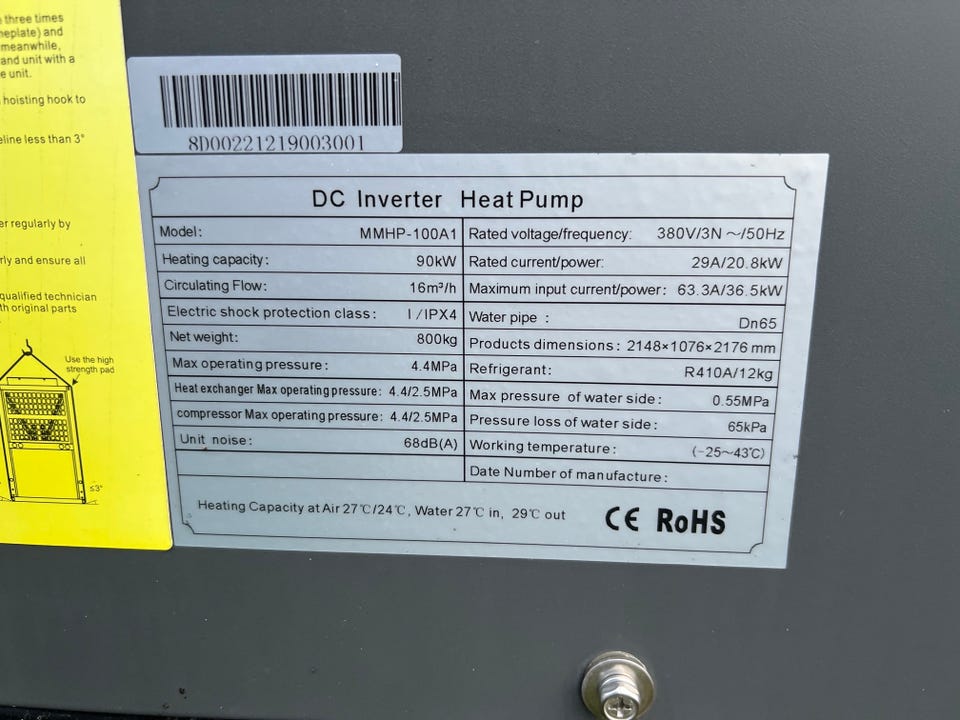 three times
neplate) and
meanwhile,
and unit with a
e unit.
hoisting hook to
eline less than 3°
er regularly by
rly and ensure all
qualified technician
th original parts
Use the high
strength pad
≤3°
8D00221219003001
DC Inverter Heat Pump
Model: MMHP-100A1
Rated voltage/frequency: 380V/3N ～/50Hz
Heating capacity: 90kW
Rated current/power: 29A/20.8kW
Circulating Flow: 16m³/h
Maximum input current/power: 63.3A/36.5kW
Electric shock protection class: I/IPX4
Water pipe : Dn65
Net weight: 800kg
Products dimensions: 2148×1076×2176 mm
Max operating pressure: 4.4MPa
Refrigerant: R410A/12kg
Heat exchanger Max operating pressure: 4.4/2.5MPa
Max pressure of water side: 0.55MPa
compressor Max operating pressure: 4.4/2.5MPa
Pressure loss of water side: 65kPa
Unit noise: 68dB(A)
Working temperature: (-25～43℃)
Date Number of manufacture:
Heating Capacity at Air 27℃/24℃, Water 27℃ in, 29℃ out
CE RoHS